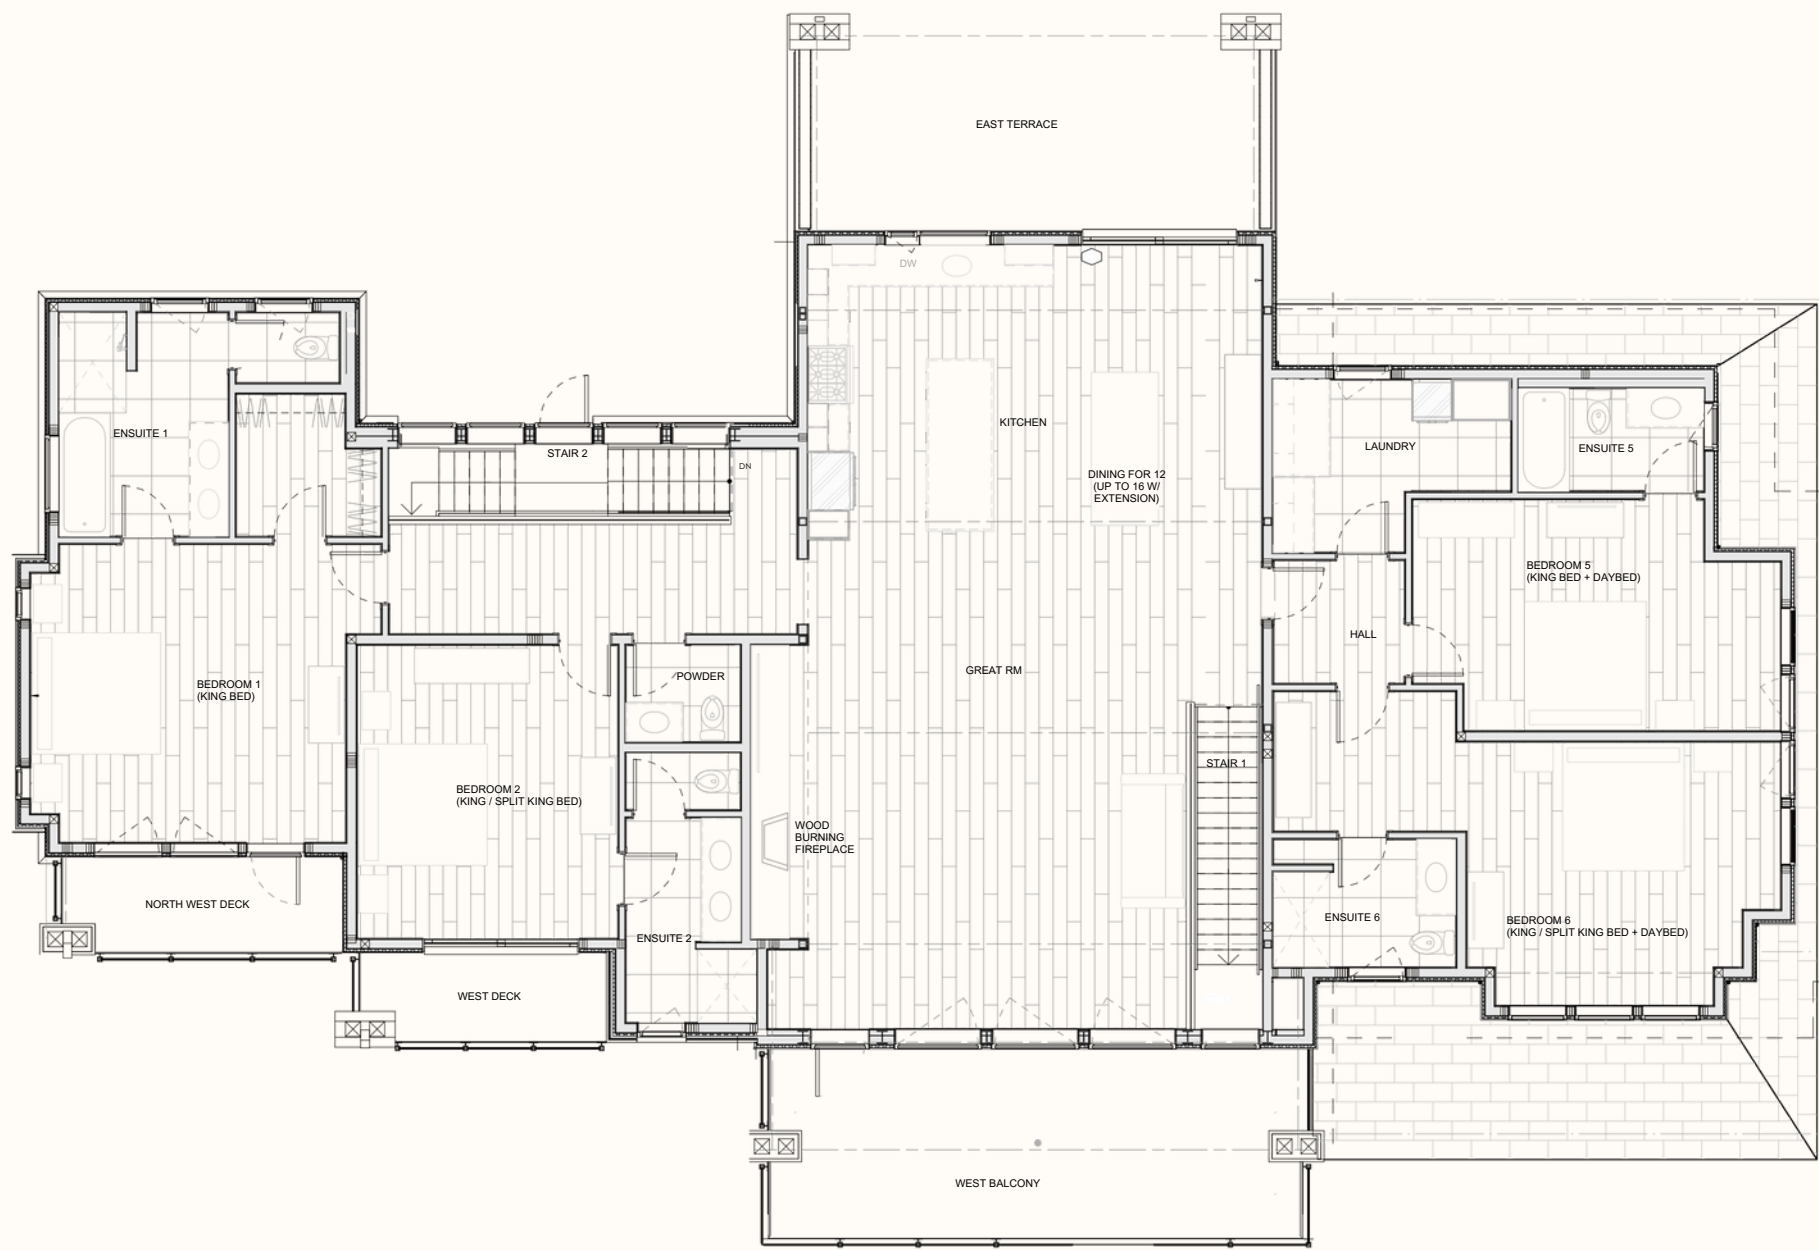 EAST TERRACE
DW
ENSUITE 1
STAIR 2
DN
KITCHEN
DINING FOR 12
(UP TO 16 W/
EXTENSION)
LAUNDRY
ENSUITE 5
BEDROOM 5
(KING BED + DAYBED)
HALL
BEDROOM 1
(KING BED)
POWDER
GREAT RM
BEDROOM 2
(KING / SPLIT KING BED)
STAIR 1
WOOD
BURNING
FIREPLACE
NORTH WEST DECK
ENSUITE 2
ENSUITE 6
BEDROOM 6
(KING / SPLIT KING BED + DAYBED)
WEST DECK
WEST BALCONY